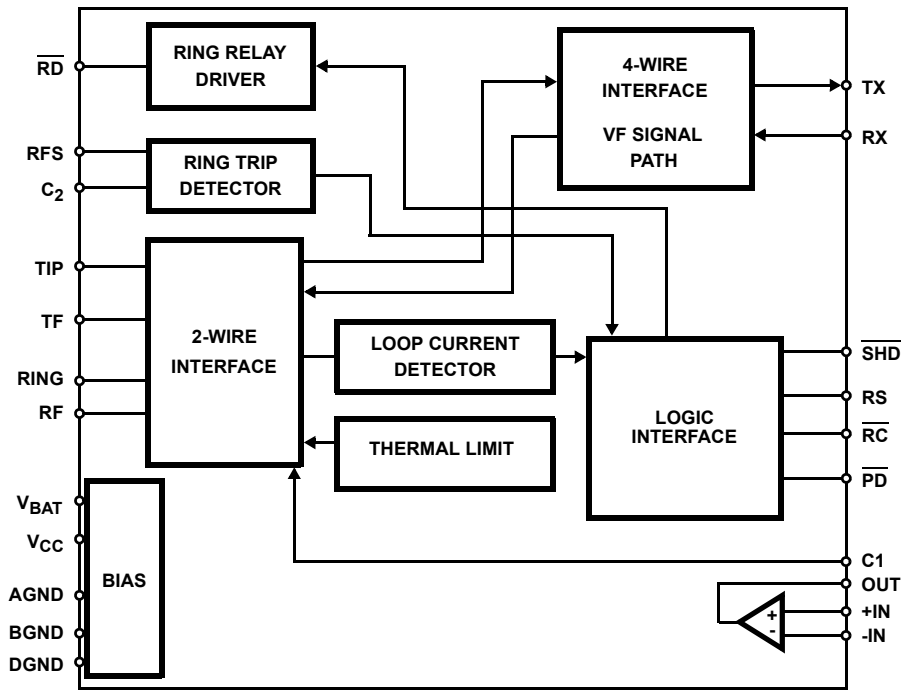 RD
RFS
C2
TIP
TF
RING
RF
VBAT
VCC
AGND
BGND
DGND
RING RELAY
DRIVER
RING TRIP
DETECTOR
2-WIRE
INTERFACE
BIAS
LOOP CURRENT
DETECTOR
THERMAL LIMIT
4-WIRE
INTERFACE
VF SIGNAL
PATH
LOGIC
INTERFACE
+
-
TX
RX
SHD
RS
RC
PD
C1
OUT
+IN
-IN